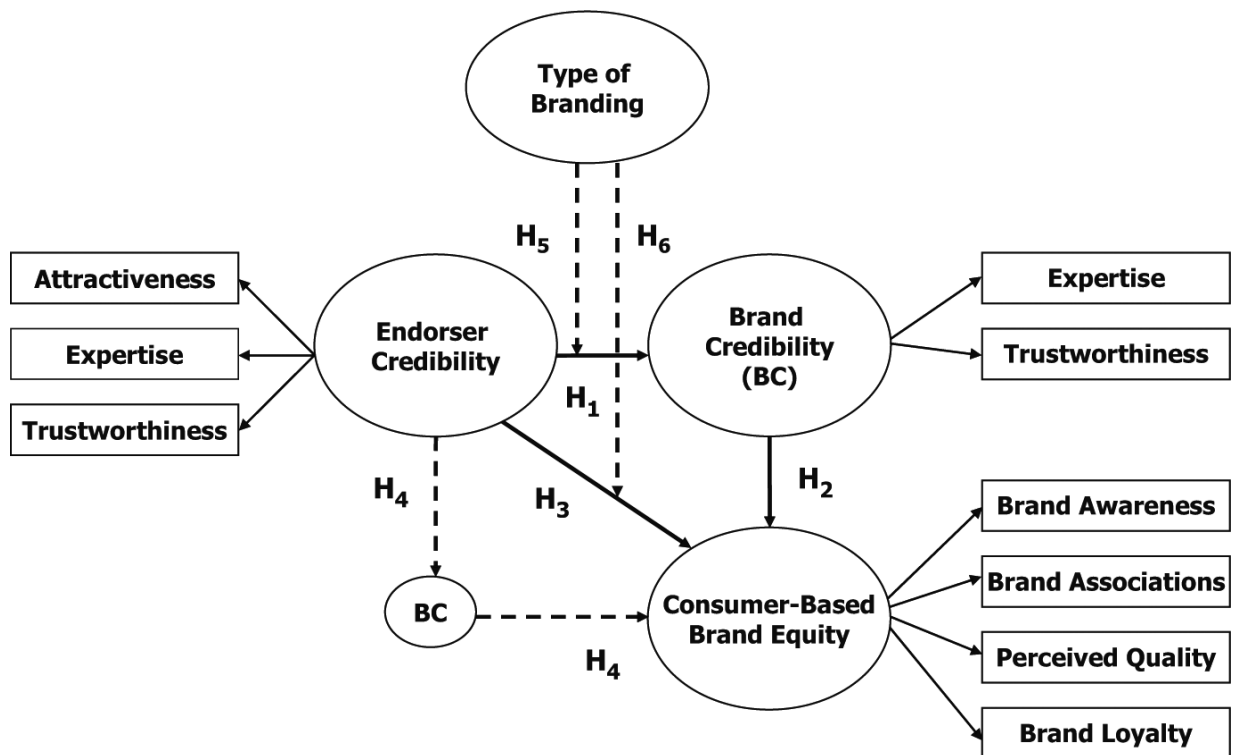 Type of
Branding
H5
H6
Attractiveness
Expertise
Trustworthiness
Endorser
Credibility
H1
Brand
Credibility
(BC)
Expertise
Trustworthiness
H4
H3
H2
BC
H4
Consumer-Based
Brand Equity
Brand Awareness
Brand Associations
Perceived Quality
Brand Loyalty